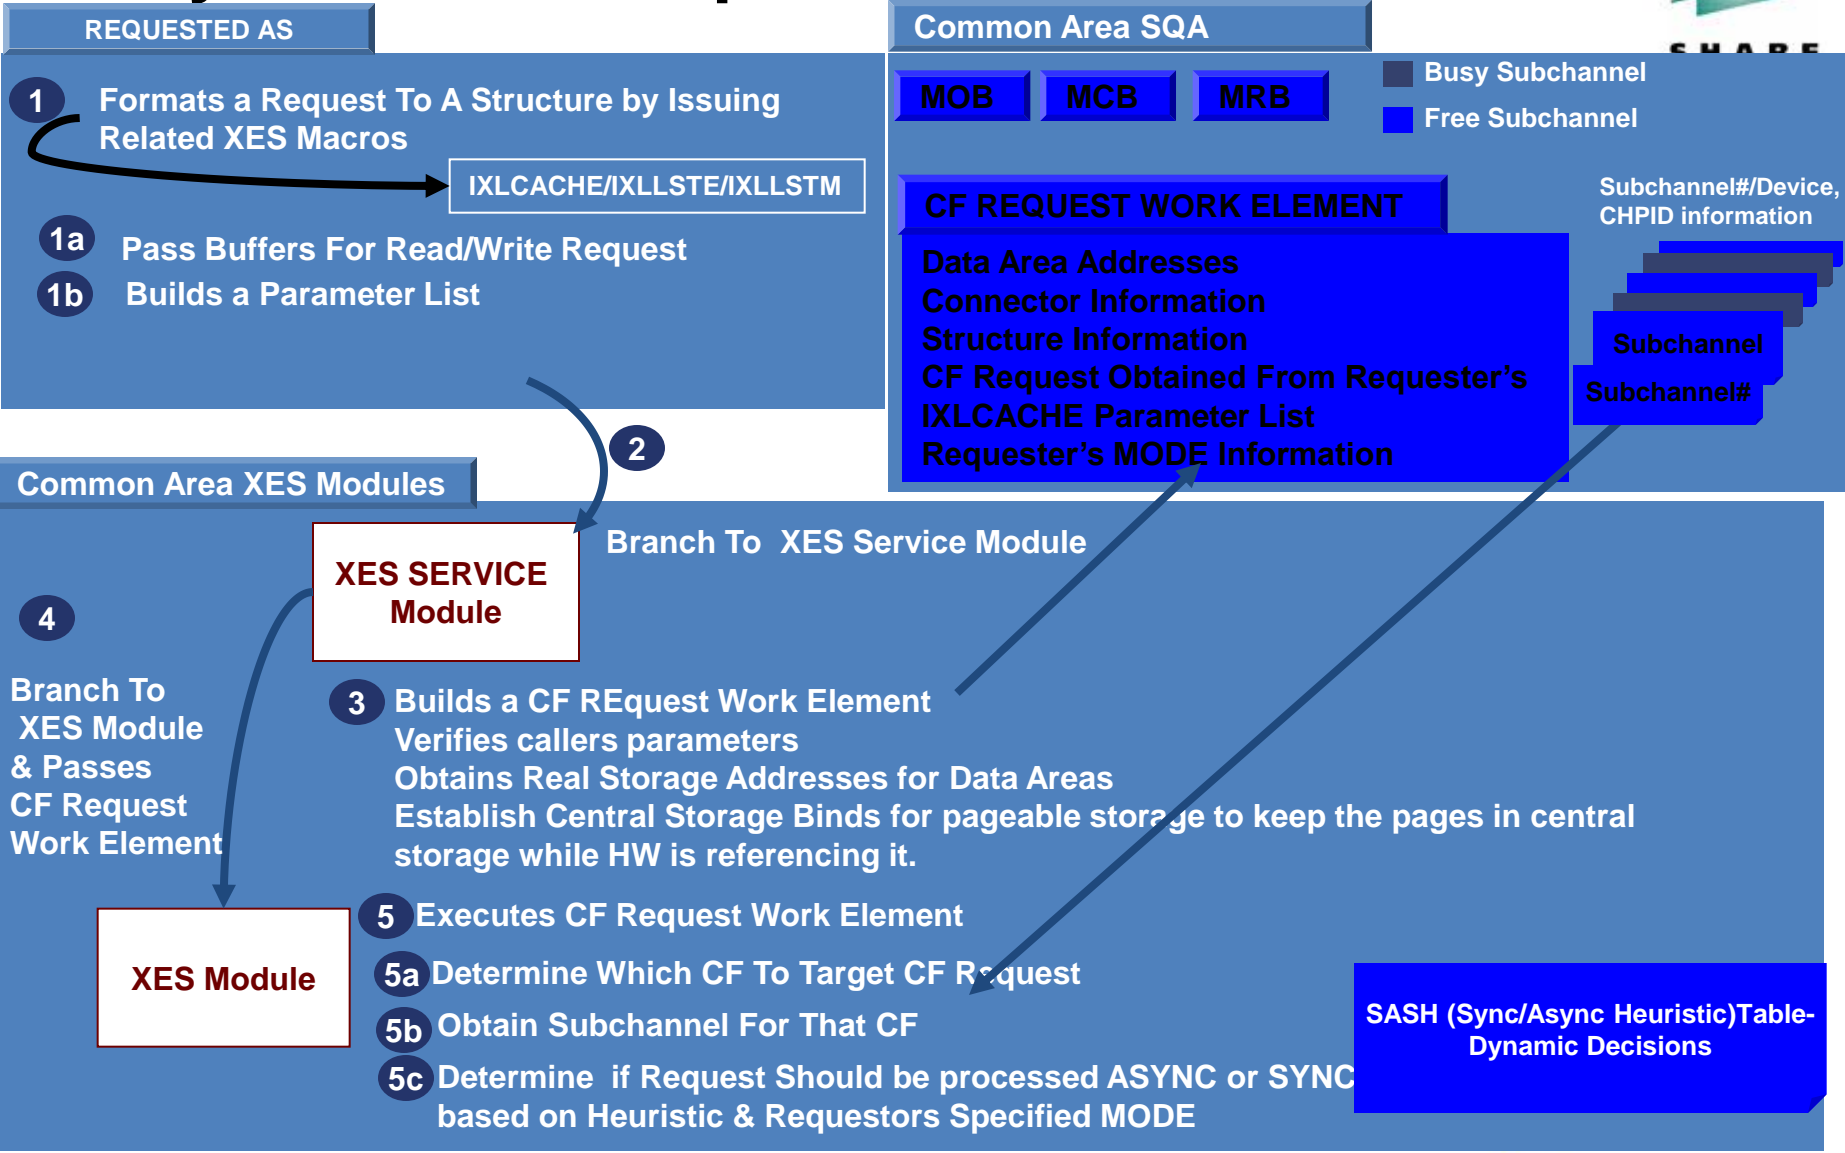 REQUESTED AS
1
Formats a Request To A Structure by Issuing
Related XES Macros
IXLCACHE/IXLLSTE/IXLLSTM
1a
Pass Buffers For Read/Write Request
1b
Builds a Parameter List
2
Common Area SQA
SHARE
MOB
MCB
MRB
Busy Subchannel
Free Subchannel
CF REQUEST WORK ELEMENT
Data Area Addresses
Connector Information
Structure Information
CF Request Obtained From Requester’s
IXLCACHE Parameter List
Requester’s MODE Information
Subchannel#/Device,
CHPID information
Subchannel
Subchannel#
Common Area XES Modules
XES SERVICE
Module
Branch To XES Service Module
4
Branch To
XES Module
& Passes
CF Request
Work Element
3
Builds a CF REquest Work Element
Verifies callers parameters
Obtains Real Storage Addresses for Data Areas
Establish Central Storage Binds for pageable storage to keep the pages in central
storage while HW is referencing it.
XES Module
5
Executes CF Request Work Element
5a
Determine Which CF To Target CF Request
5b
Obtain Subchannel For That CF
5c
Determine if Request Should be processed ASYNC or SYNC
based on Heuristic & Requestors Specified MODE
SASH (Sync/Async Heuristic)Table-
Dynamic Decisions